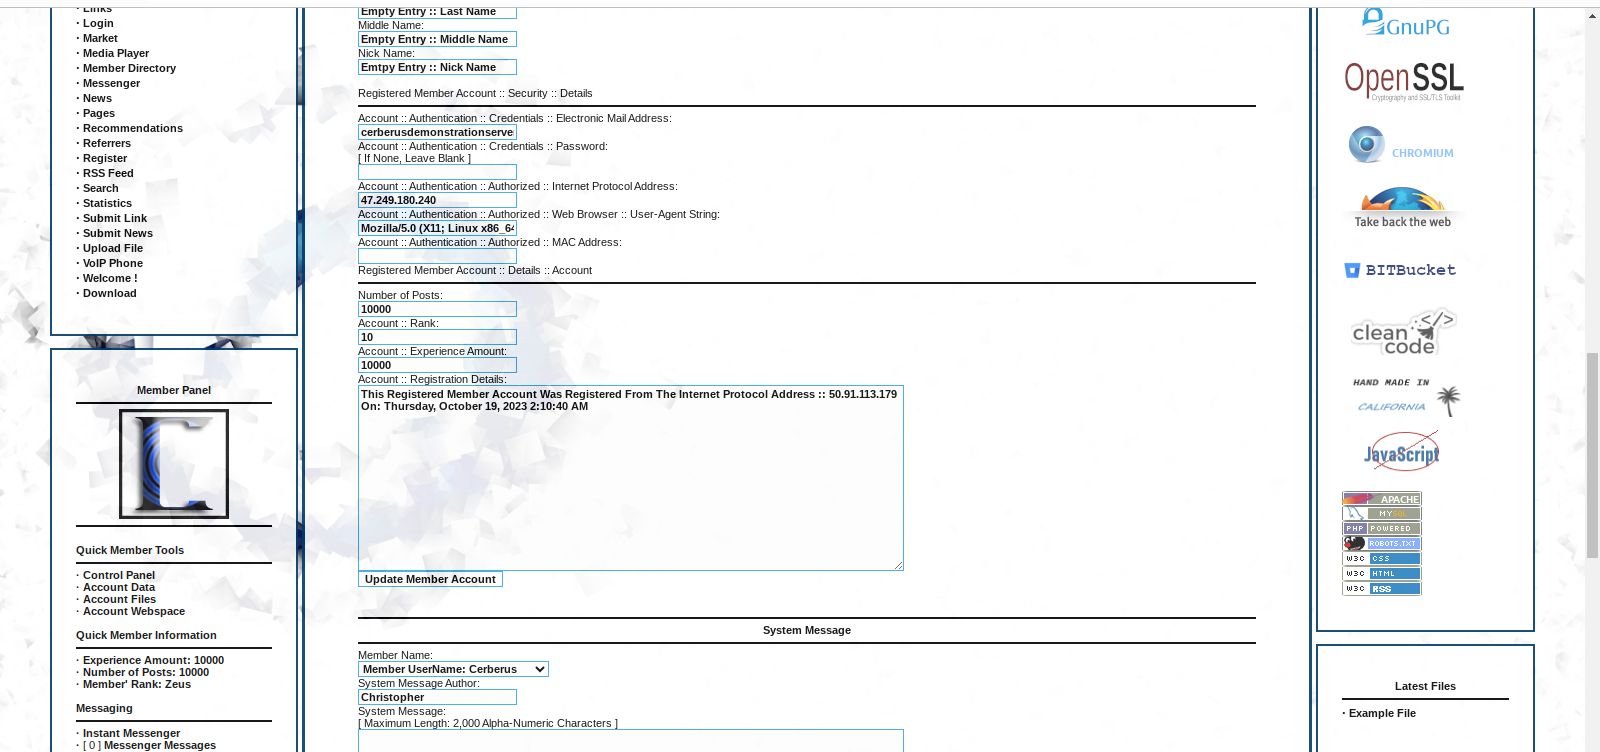 · Links
· Login
· Market
· Media Player
· Member Directory
· Messenger
· News
· Pages
· Recommendations
· Referrers
· Register
· RSS Feed
· Search
· Statistics
· Submit Link
· Submit News
· Upload File
· VoIP Phone
· Welcome !
· Download
Member Panel
Quick Member Tools
· Control Panel
· Account Data
· Account Files
· Account Webspace
Quick Member Information
· Experience Amount: 10000
· Number of Posts: 10000
· Member' Rank: Zeus
Messaging
· Instant Messenger
· [ 0 ] Messenger Messages
Empty Entry :: Last Name
Middle Name:
Empty Entry :: Middle Name
Nick Name:
Emtpy Entry :: Nick Name
Registered Member Account :: Security :: Details
Account :: Authentication :: Credentials :: Electronic Mail Address:
cerberusdemonstrationserve
Account :: Authentication :: Credentials :: Password:
[ If None, Leave Blank ]
Account :: Authentication :: Authorized :: Internet Protocol Address:
47.249.180.240
Account :: Authentication :: Authorized :: Web Browser :: User-Agent String:
Mozilla/5.0 (X11; Linux x86_64
Account :: Authentication :: Authorized :: MAC Address:
Registered Member Account :: Details :: Account
Number of Posts:
10000
Account :: Rank:
10
Account :: Experience Amount:
10000
Account :: Registration Details:
This Registered Member Account Was Registered From The Internet Protocol Address :: 50.91.113.179
On: Thursday, October 19, 2023 2:10:40 AM
Update Member Account
System Message
Member Name:
Member UserName: Cerberus
System Message Author:
Christopher
System Message:
[ Maximum Length: 2,000 Alpha-Numeric Characters ]
GnuPG
OpenSSL
Cryptography and SSL/TLS Toolkit
CHROMIUM
Take back the web
BITBucket
clean </>
code
HAND MADE IN
CALIFORNIA
JavaScript
APACHE
MYSQL
PHP POWERED
ROBOTS.TXT
W3C CSS
W3C HTML
W3C RSS
Latest Files
· Example File